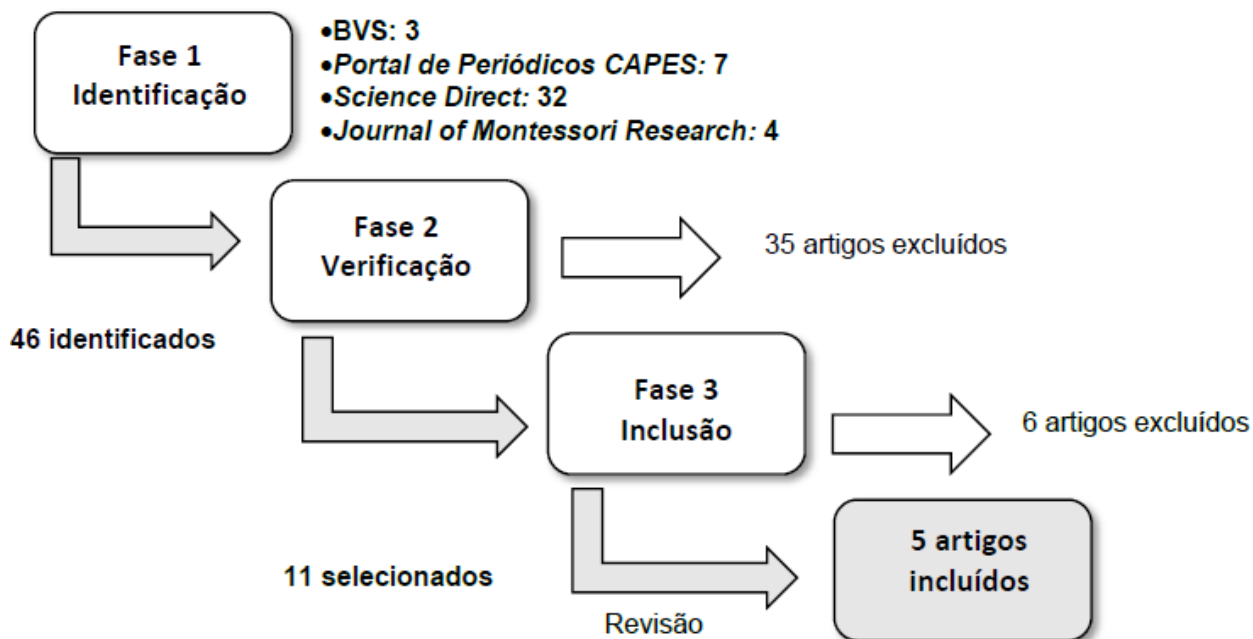 Fase 1
Identificação
•BVS: 3
•Portal de Periódicos CAPES: 7
•Science Direct: 32
•Journal of Montessori Research: 4
Fase 2
Verificação
35 artigos excluídos
46 identificados
Fase 3
Inclusão
6 artigos excluídos
11 selecionados
5 artigos
incluídos
Revisão